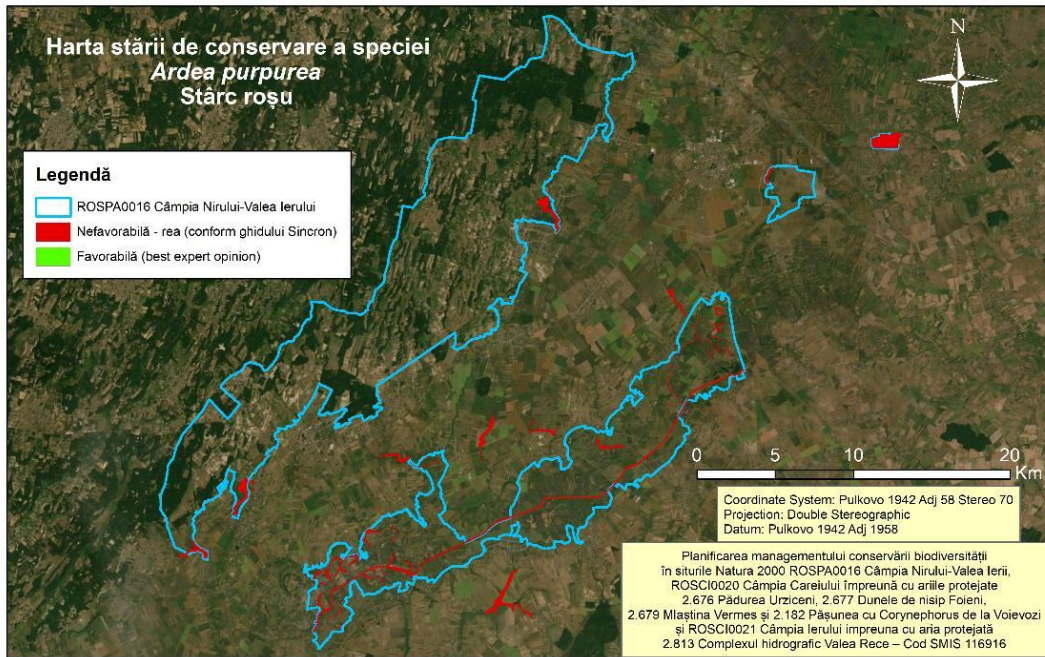 Harta stării de conservare a speciei
Ardea purpurea
Stârc roșu
N
Legendă
ROSPA0016 Câmpia Nirului-Valea Ierului
Nefavorabilă - rea (conform ghidului Sincron)
Favorabilă (best expert opinion)
0 5 10 20
Km
Coordinate System: Pulkovo 1942 Adj 58 Stereo 70
Projection: Double Stereographic
Datum: Pulkovo 1942 Adj 1958
Planificarea managementului conservării biodiversității
în siturile Natura 2000 ROSPA0016 Câmpia Nirului-Valea Ierii,
ROSCI0020 Câmpia Careiului împreună cu ariile protejate
2.676 Pădurea Urziceni, 2.677 Dunele de nisip Foieni,
2.679 Mlaștina Vermes și 2.182 Pășunea cu Corynephorus de la Voievozi
și ROSCI0021 Câmpia Ierului impreuna cu aria protejată
2.813 Complexul hidrografic Valea Rece – Cod SMIS 116916